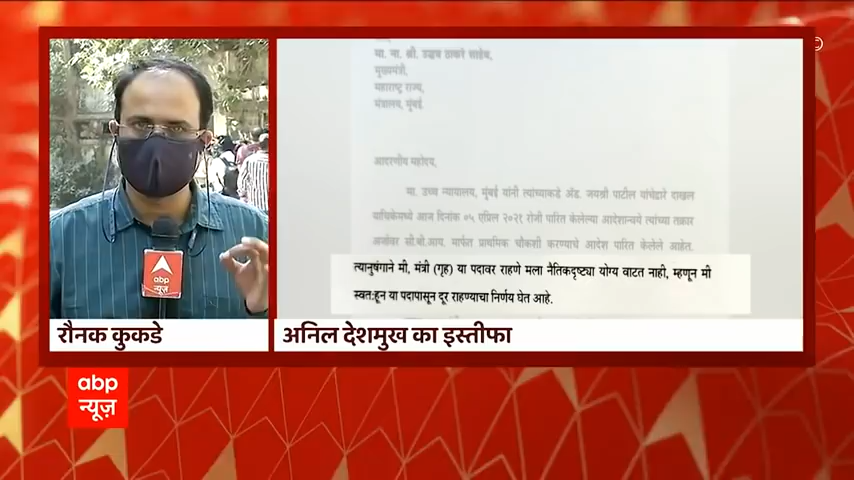 मा. ना. श्री. उद्धव ठाकरे साहेब,
मुख्यमंत्री,
महाराष्ट्र राज्य,
मंत्रालय, मुंबई
आदरणीय महोदय,
मा. उच्च न्यायालय, मुंबई यांनी त्यांच्याकडे अॅड. जयश्री पाटील यांचेद्वारे दाखल
याचिकेमध्ये आज दिनांक ०५ एप्रिल २०२१ रोजी पारित केलेल्या आदेशान्वये त्यांच्या तक्रार
अर्जावर सी.बी.आय. मार्फत प्राथमिक चौकशी करण्याचे आदेश पारित केलेले आहेत.
त्यानुषंगाने मी, मंत्री (गृह) या पदावर राहणे मला नैतिकदृष्ट्या योग्य वाटत नाही, म्हणून मी
स्वत:हून या पदापासून दूर राहण्याचा निर्णय घेत आहे.
abp
न्यूज़
रौनक कुकडे
अनिल देशमुख का इस्तीफा
abp
न्यूज़